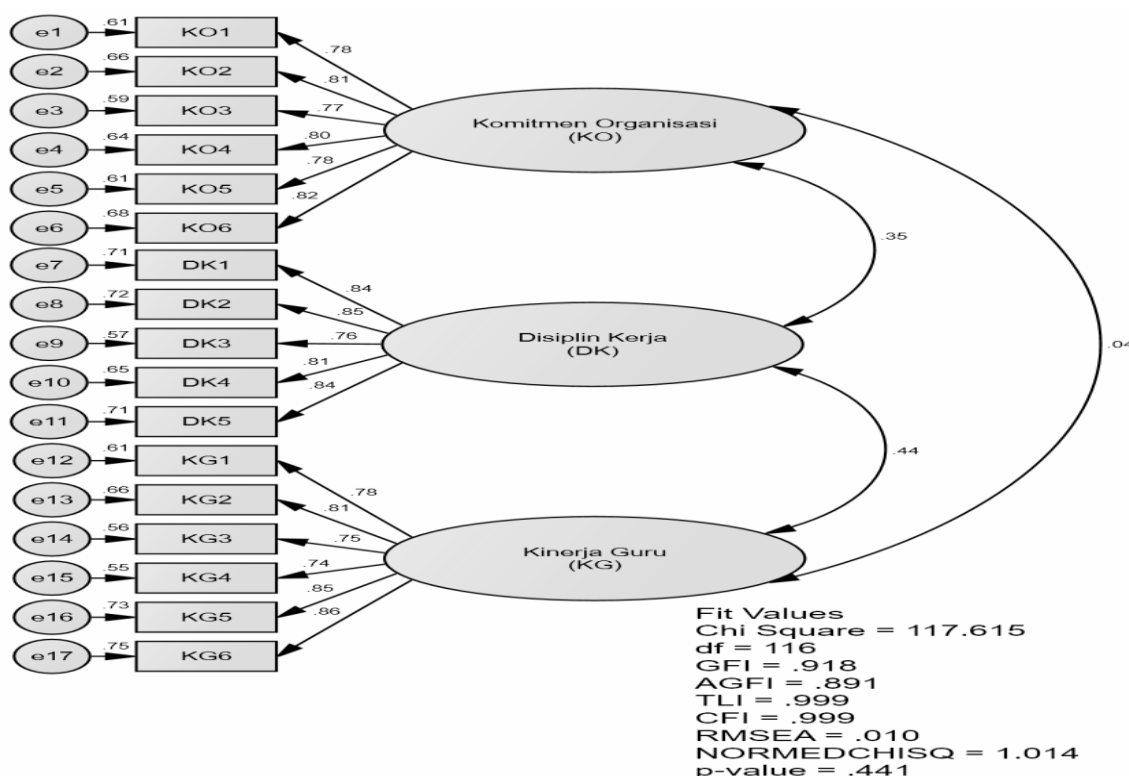 e1 .61 KO1
.78
e2 .66 KO2
.81
e3 .59 KO3
.77
e4 .64 KO4
.80
e5 .61 KO5
.78
e6 .68 KO6
.82
Komitmen Organisasi
(KO)
.35
.04
e7 .71 DK1
.84
e8 .72 DK2
.85
e9 .57 DK3
.76
e10 .65 DK4
.81
e11 .71 DK5
.84
Disiplin Kerja
(DK)
.44
e12 .61 KG1
.78
e13 .66 KG2
.81
e14 .56 KG3
.75
e15 .55 KG4
.74
e16 .73 KG5
.85
e17 .75 KG6
.86
Kinerja Guru
(KG)
Fit Values
Chi Square = 117.615
df = 116
GFI = .918
AGFI = .891
TLI = .999
CFI = .999
RMSEA = .010
NORMEDCHISQ = 1.014
p-value = .441